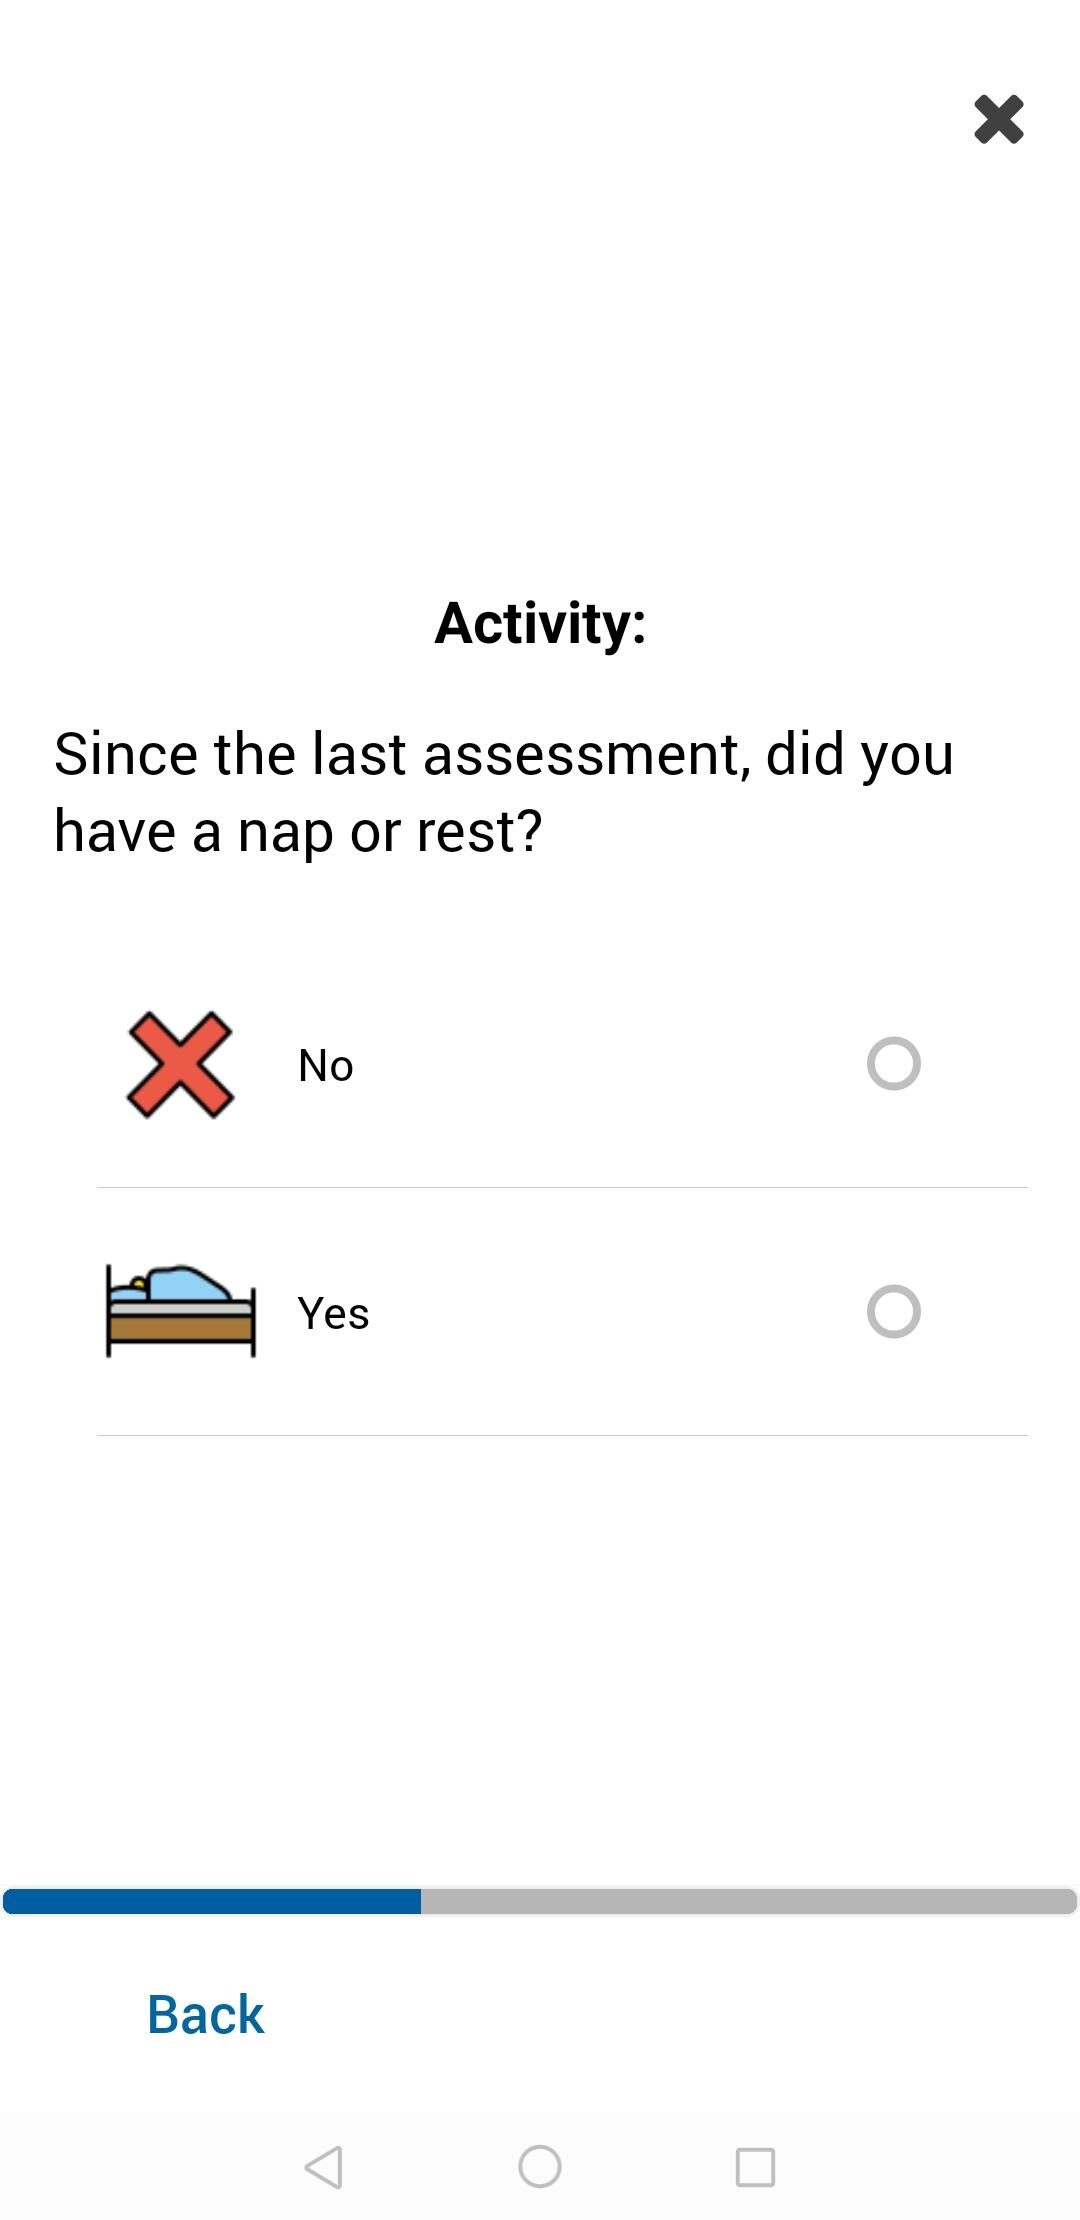 Activity:
Since the last assessment, did you
have a nap or rest?
No
Yes
Back